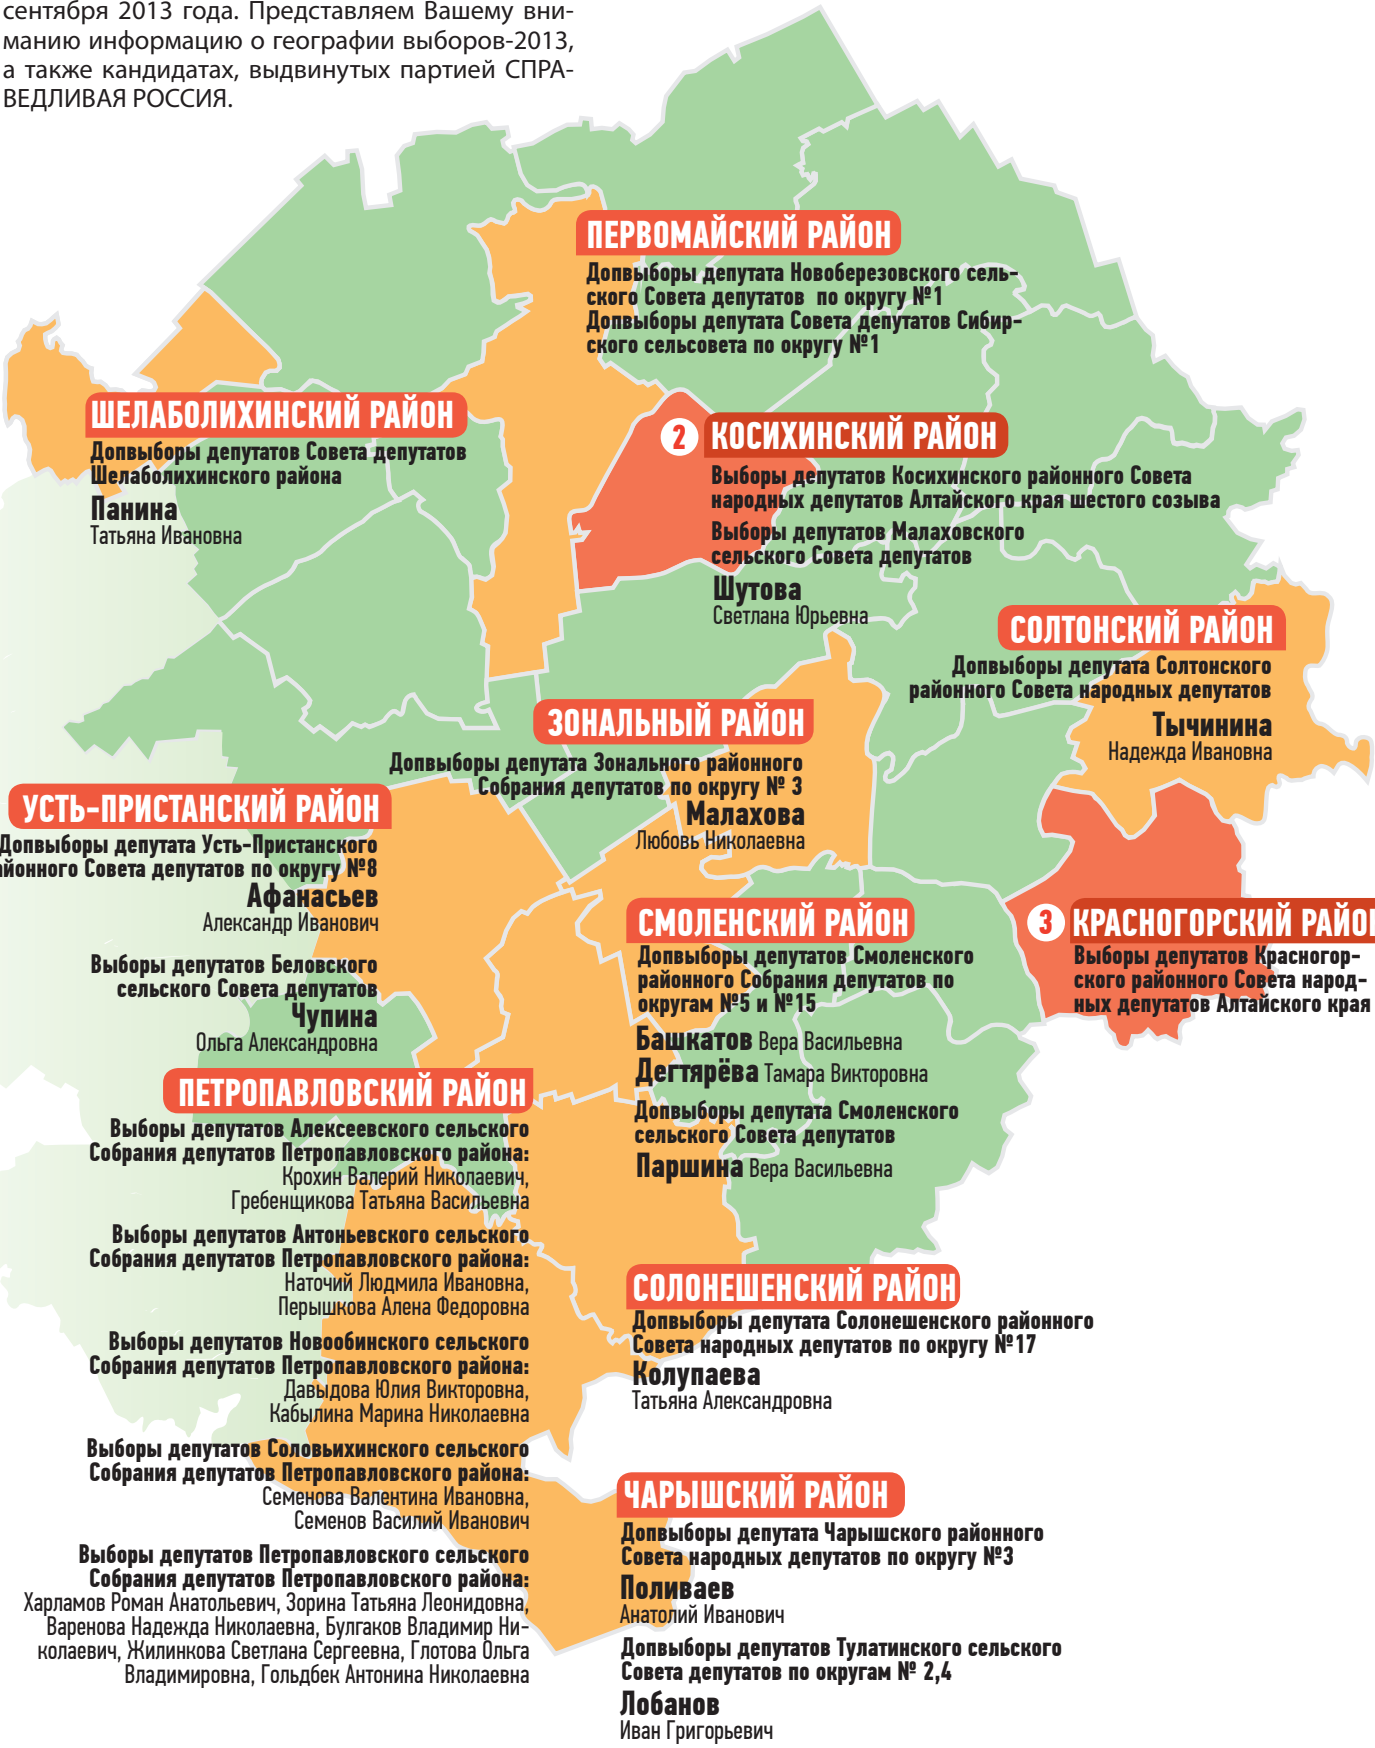 сентября 2013 года. Представляем Вашему вни-
манию информацию о географии выборов-2013,
а также кандидатах, выдвинутых партией СПРА-
ВЕДЛИВАЯ РОССИЯ.
ПЕРВОМАЙСКИЙ РАЙОН
Допвыборы депутата Новоберезовского сель-
ского Совета депутатов по округу №1
Допвыборы депутата Совета депутатов Сибир-
ского сельсовета по округу №1
ШЕЛАБОЛИХИНСКИЙ РАЙОН
Допвыборы депутатов Совета депутатов
Шелаболихинского района
Панина
Татьяна Ивановна
2 КОСИХИНСКИЙ РАЙОН
Выборы депутатов Косихинского районного Совета
народных депутатов Алтайского края шестого созыва
Выборы депутатов Малаховского
сельского Совета депутатов
Шутова
Светлана Юрьевна
СОЛТОНСКИЙ РАЙОН
Допвыборы депутата Солтонского
районного Совета народных депутатов
Тычинина
Надежда Ивановна
ЗОНАЛЬНЫЙ РАЙОН
Допвыборы депутата Зонального районного
Собрания депутатов по округу № 3
Малахова
Любовь Николаевна
УСТЬ-ПРИСТАНСКИЙ РАЙОН
Допвыборы депутата Усть-Пристанского
айонного Совета депутатов по округу №8
Афанасьев
Александр Иванович
Выборы депутатов Беловского
сельского Совета депутатов
Чупина
Ольга Александровна
СМОЛЕНСКИЙ РАЙОН
Допвыборы депутатов Смоленского
районного Собрания депутатов по
округам №5 и №15
Башкатов Вера Васильевна
Дегтярёва Тамара Викторовна
Допвыборы депутата Смоленского
сельского Совета депутатов
Паршина Вера Васильевна
3 КРАСНОГОРСКИЙ РАЙОН
Выборы депутатов Красногор-
ского районного Совета народ-
ных депутатов Алтайского края
ПЕТРОПАВЛОВСКИЙ РАЙОН
Выборы депутатов Алексеевского сельского
Собрания депутатов Петропавловского района:
Крохин Валерий Николаевич,
Гребенщикова Татьяна Васильевна
Выборы депутатов Антоньевского сельского
Собрания депутатов Петропавловского района:
Наточий Людмила Ивановна,
Перышкова Алена Федоровна
Выборы депутатов Новообинского сельского
Собрания депутатов Петропавловского района:
Давыдова Юлия Викторовна,
Кабылина Марина Николаевна
Выборы депутатов Соловьихинского сельского
Собрания депутатов Петропавловского района:
Семенова Валентина Ивановна,
Семенов Василий Иванович
Выборы депутатов Петропавловского сельского
Собрания депутатов Петропавловского района:
Харламов Роман Анатольевич, Зорина Татьяна Леонидовна,
Варенова Надежда Николаевна, Булгаков Владимир Ни-
колаевич, Жилинкова Светлана Сергеевна, Глотова Ольга
Владимировна, Гольдбек Антонина Николаевна
СОЛОНЕШЕНСКИЙ РАЙОН
Допвыборы депутата Солонешенского районного
Совета народных депутатов по округу №17
Колупаева
Татьяна Александровна
ЧАРЫШСКИЙ РАЙОН
Допвыборы депутата Чарышского районного
Совета народных депутатов по округу №3
Поливаев
Анатолий Иванович
Допвыборы депутатов Тулатинского сельского
Совета депутатов по округам № 2,4
Лобанов
Иван Григорьевич